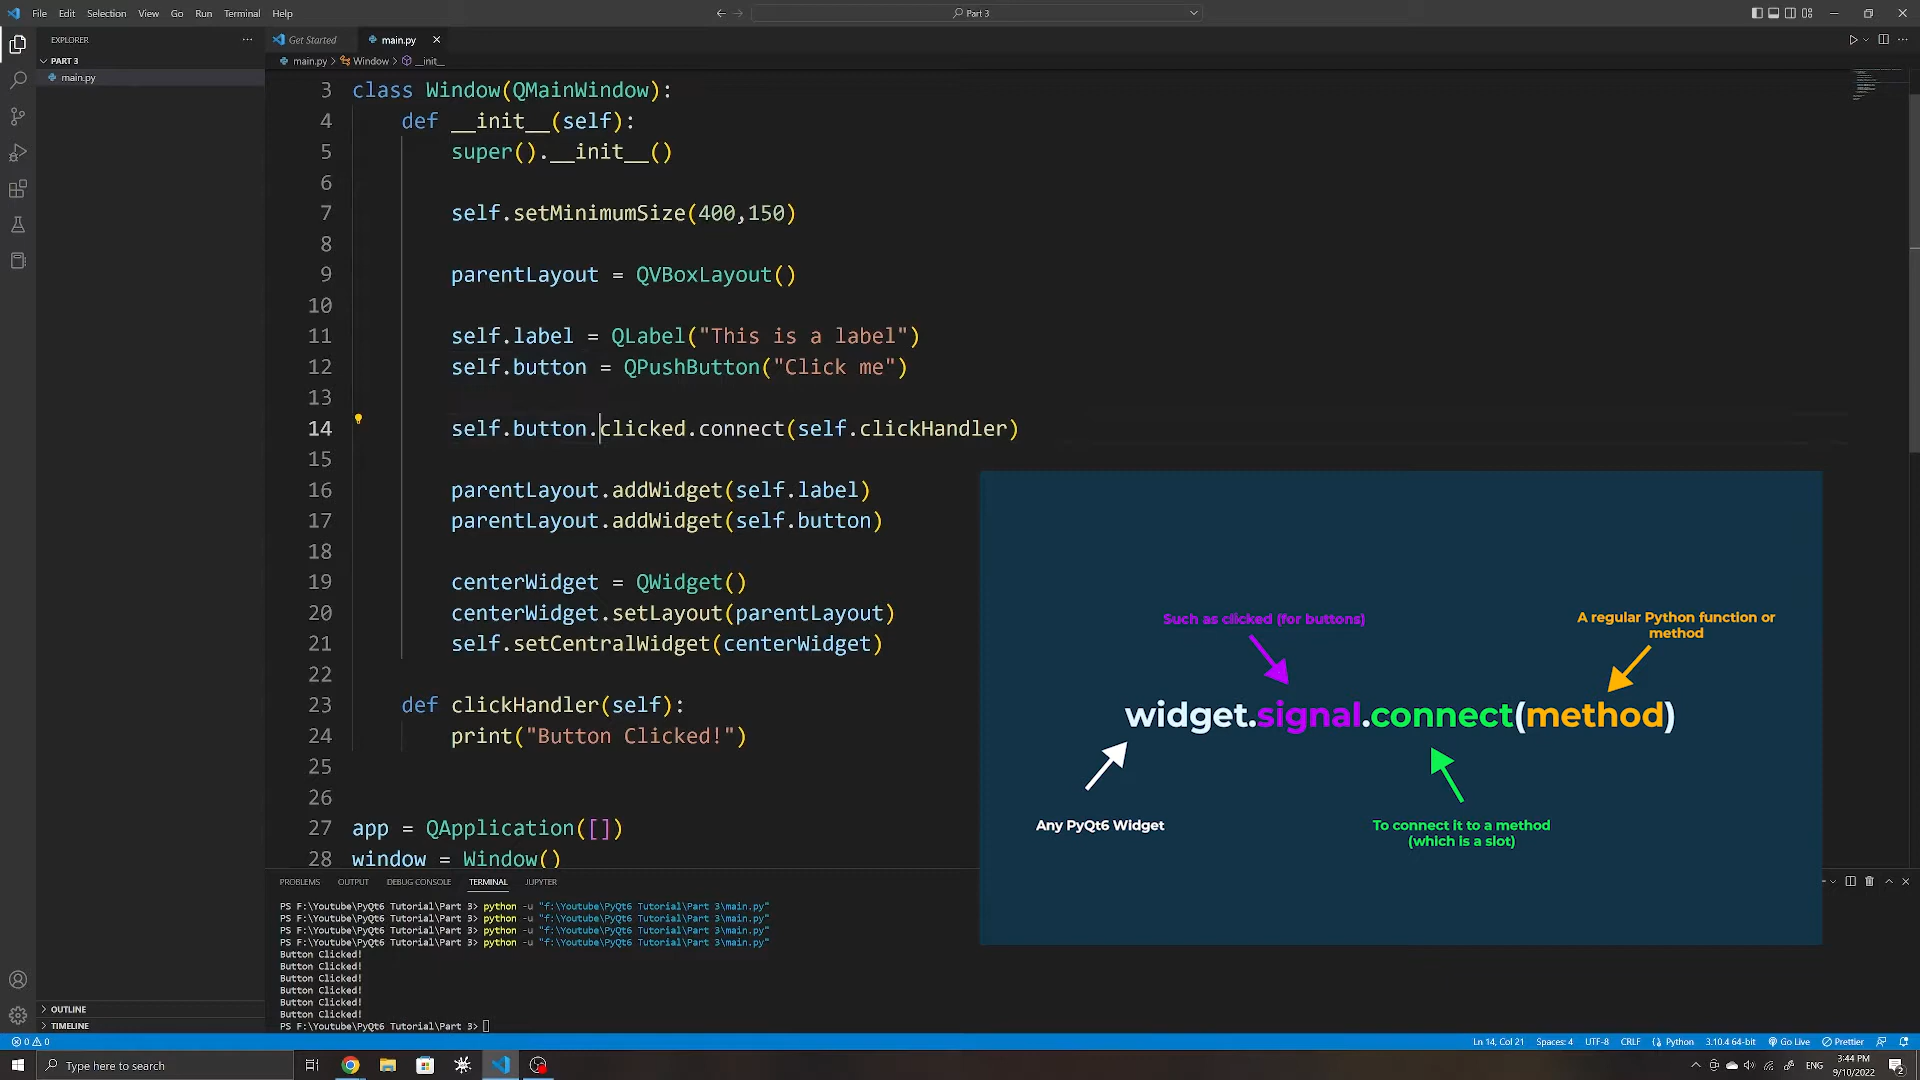 File Edit Selection View Go Run Terminal Help
Part 3
EXPLORER
PART 3
main.py
Get Started
main.py
main.py > Window > __init__
3 class Window(QMainWindow):
4 def __init__(self):
5 super().__init__()
6
7 self.setMinimumSize(400,150)
8
9 parentLayout = QVBoxLayout()
10
11 self.label = QLabel("This is a label")
12 self.button = QPushButton("Click me")
13
14 self.button.clicked.connect(self.clickHandler)
15
16 parentLayout.addWidget(self.label)
17 parentLayout.addWidget(self.button)
18
19 centerWidget = QWidget()
20 centerWidget.setLayout(parentLayout)
21 self.setCentralWidget(centerWidget)
22
23 def clickHandler(self):
24 print("Button Clicked!")
25
26
27 app = QApplication([])
28 window = Window()
Such as clicked (for buttons)
A regular Python function or
method
widget.signal.connect(method)
Any PyQt6 Widget
To connect it to a method
(which is a slot)
PROBLEMS OUTPUT DEBUG CONSOLE TERMINAL JUPYTER
PS F:\Youtube\PyQt6 Tutorial\Part 3> python -u "f:\Youtube\PyQt6 Tutorial\Part 3\main.py"
PS F:\Youtube\PyQt6 Tutorial\Part 3> python -u "f:\Youtube\PyQt6 Tutorial\Part 3\main.py"
PS F:\Youtube\PyQt6 Tutorial\Part 3> python -u "f:\Youtube\PyQt6 Tutorial\Part 3\main.py"
PS F:\Youtube\PyQt6 Tutorial\Part 3> python -u "f:\Youtube\PyQt6 Tutorial\Part 3\main.py"
Button Clicked!
Button Clicked!
Button Clicked!
Button Clicked!
Button Clicked!
Button Clicked!
PS F:\Youtube\PyQt6 Tutorial\Part 3>
OUTLINE
TIMELINE
0 0
Ln 14, Col 21 Spaces: 4 UTF-8 CRLF Python 3.10.4 64-bit Go Live Prettier
Type here to search
ENG
3:44 PM
9/10/2022
2